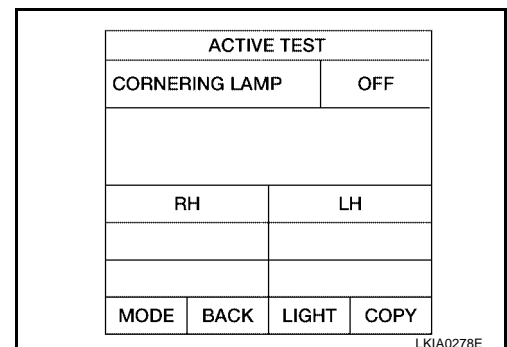 ACTIVE TEST
CORNERING LAMP OFF
RH LH
MODE BACK LIGHT COPY
LKIA0278E